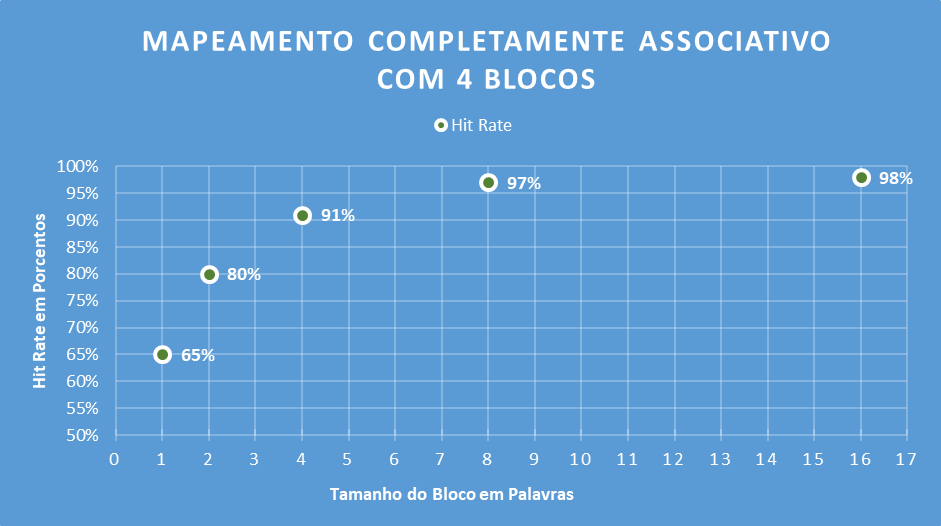 MAPEAMENTO COMPLETAMENTE ASSOCIATIVO
COM 4 BLOCOS
Hit Rate
Hit Rate em Porcentos
100%
95%
90%
85%
80%
75%
70%
65%
60%
55%
50%
65%
80%
91%
97%
98%
0 1 2 3 4 5 6 7 8 9 10 11 12 13 14 15 16 17
Tamanho do Bloco em Palavras